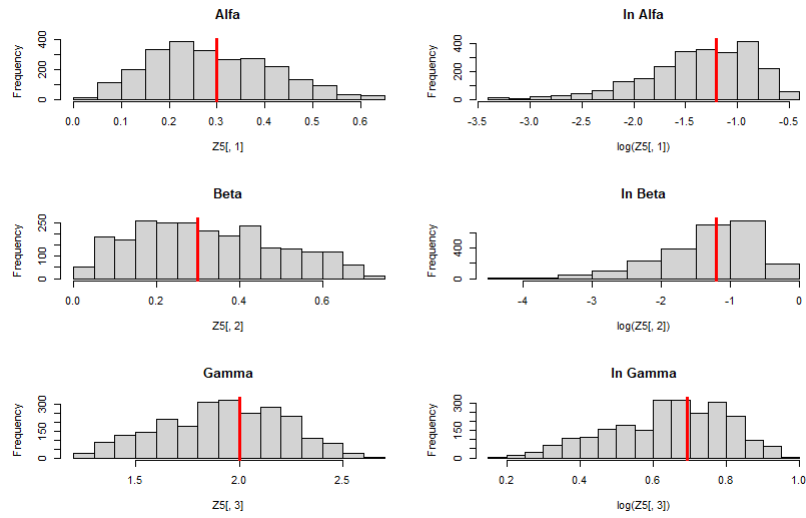 Alfa
Frequency
0 200 400
0.0 0.1 0.2 0.3 0.4 0.5 0.6
Z5[, 1]
ln Alfa
Frequency
0 200 400
-3.5 -3.0 -2.5 -2.0 -1.5 -1.0 -0.5
log(Z5[, 1])
Beta
Frequency
0 100 250
0.0 0.2 0.4 0.6
Z5[, 2]
ln Beta
Frequency
0 400
-4 -3 -2 -1 0
log(Z5[, 2])
Gamma
Frequency
0 150 300
1.5 2.0 2.5
Z5[, 3]
ln Gamma
Frequency
0 150 300
0.2 0.4 0.6 0.8 1.0
log(Z5[, 3])